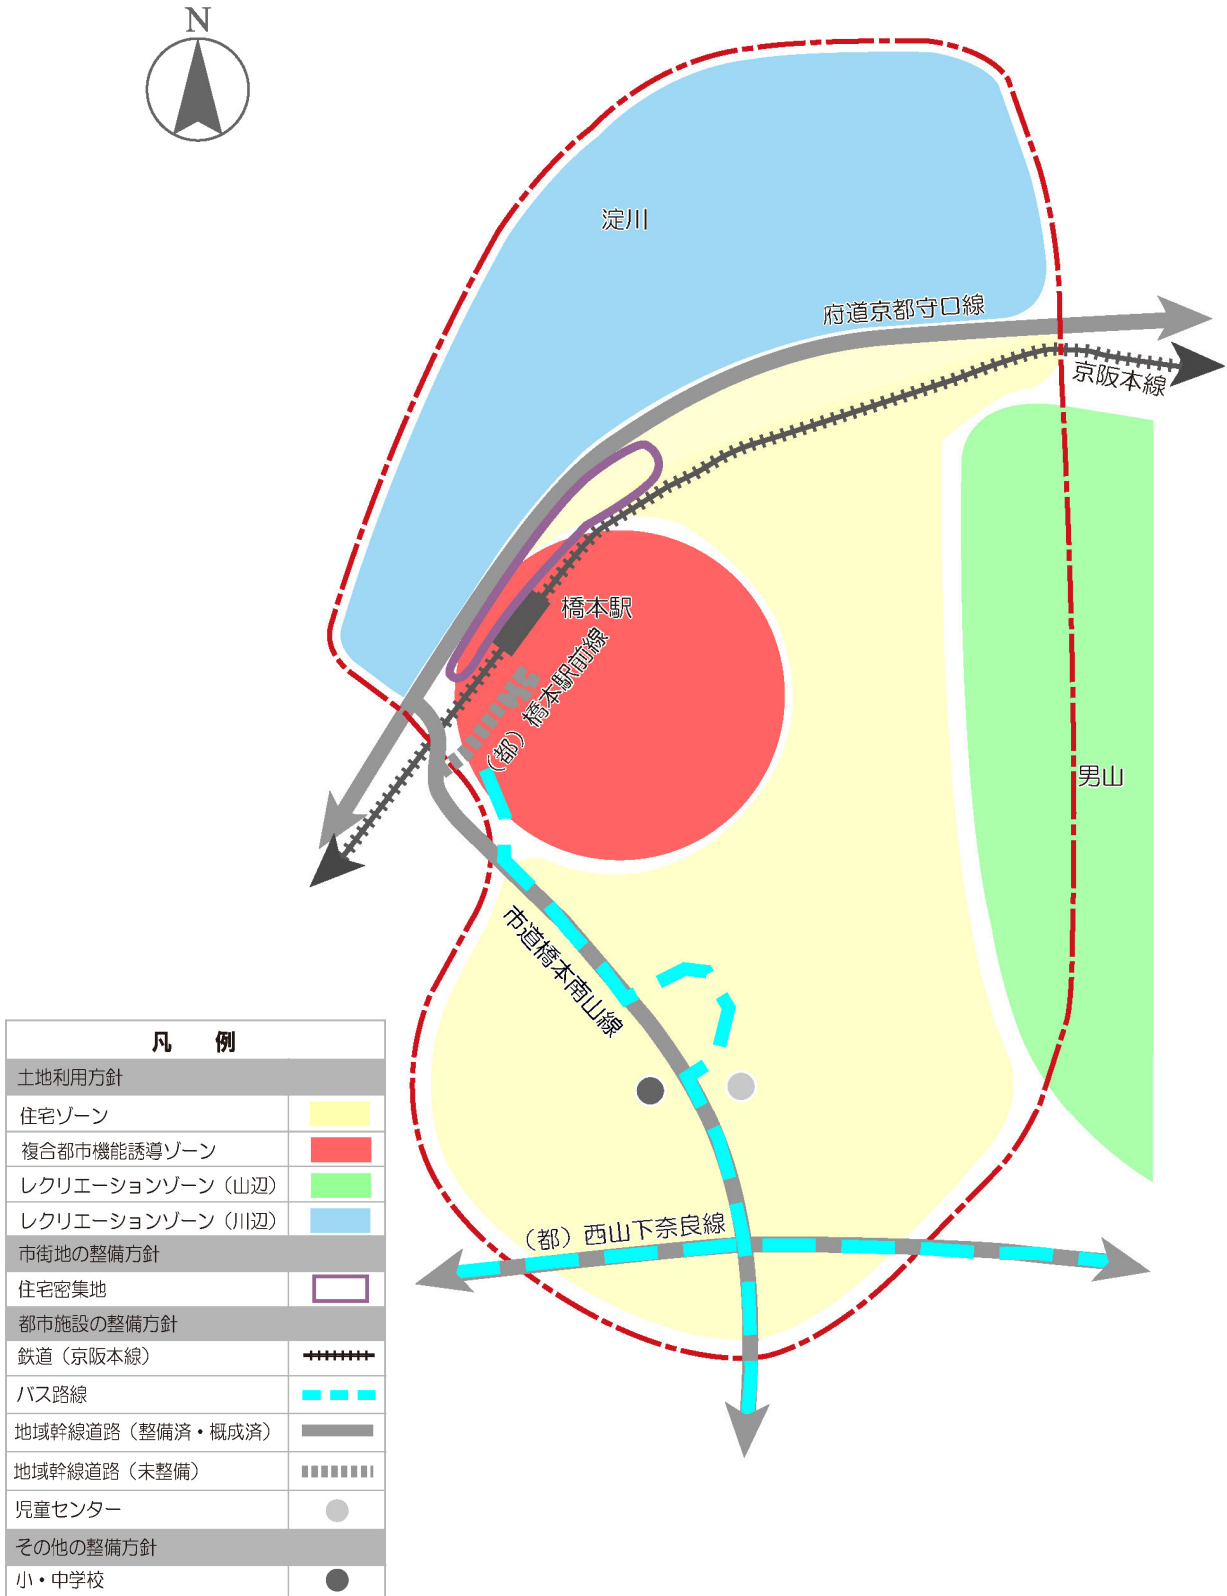 N
淀川
府道京都守口線
京阪本線
橋本駅
（都）橋本駅前線
男山
市道橋本南山線
（都）西山下奈良線
凡 例
土地利用方針
住宅ゾーン
複合都市機能誘導ゾーン
レクリエーションゾーン（山辺）
レクリエーションゾーン（川辺）
市街地の整備方針
住宅密集地
都市施設の整備方針
鉄道（京阪本線）
バス路線
地域幹線道路（整備済・概成済）
地域幹線道路（未整備）
児童センター
その他の整備方針
小・中学校